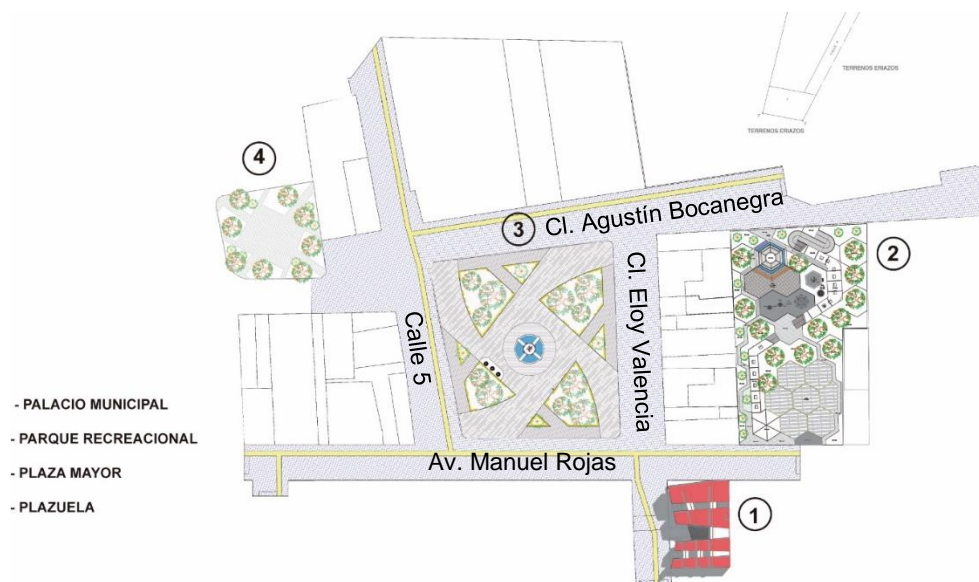 TERRENOS ERIAZOS
TERRENOS ERIAZOS
4
3
Cl. Agustín Bocanegra
2
Cl. Eloy Valencia
Calle 5
- PALACIO MUNICIPAL
- PARQUE RECREACIONAL
- PLAZA MAYOR
- PLAZUELA
Av. Manuel Rojas
1